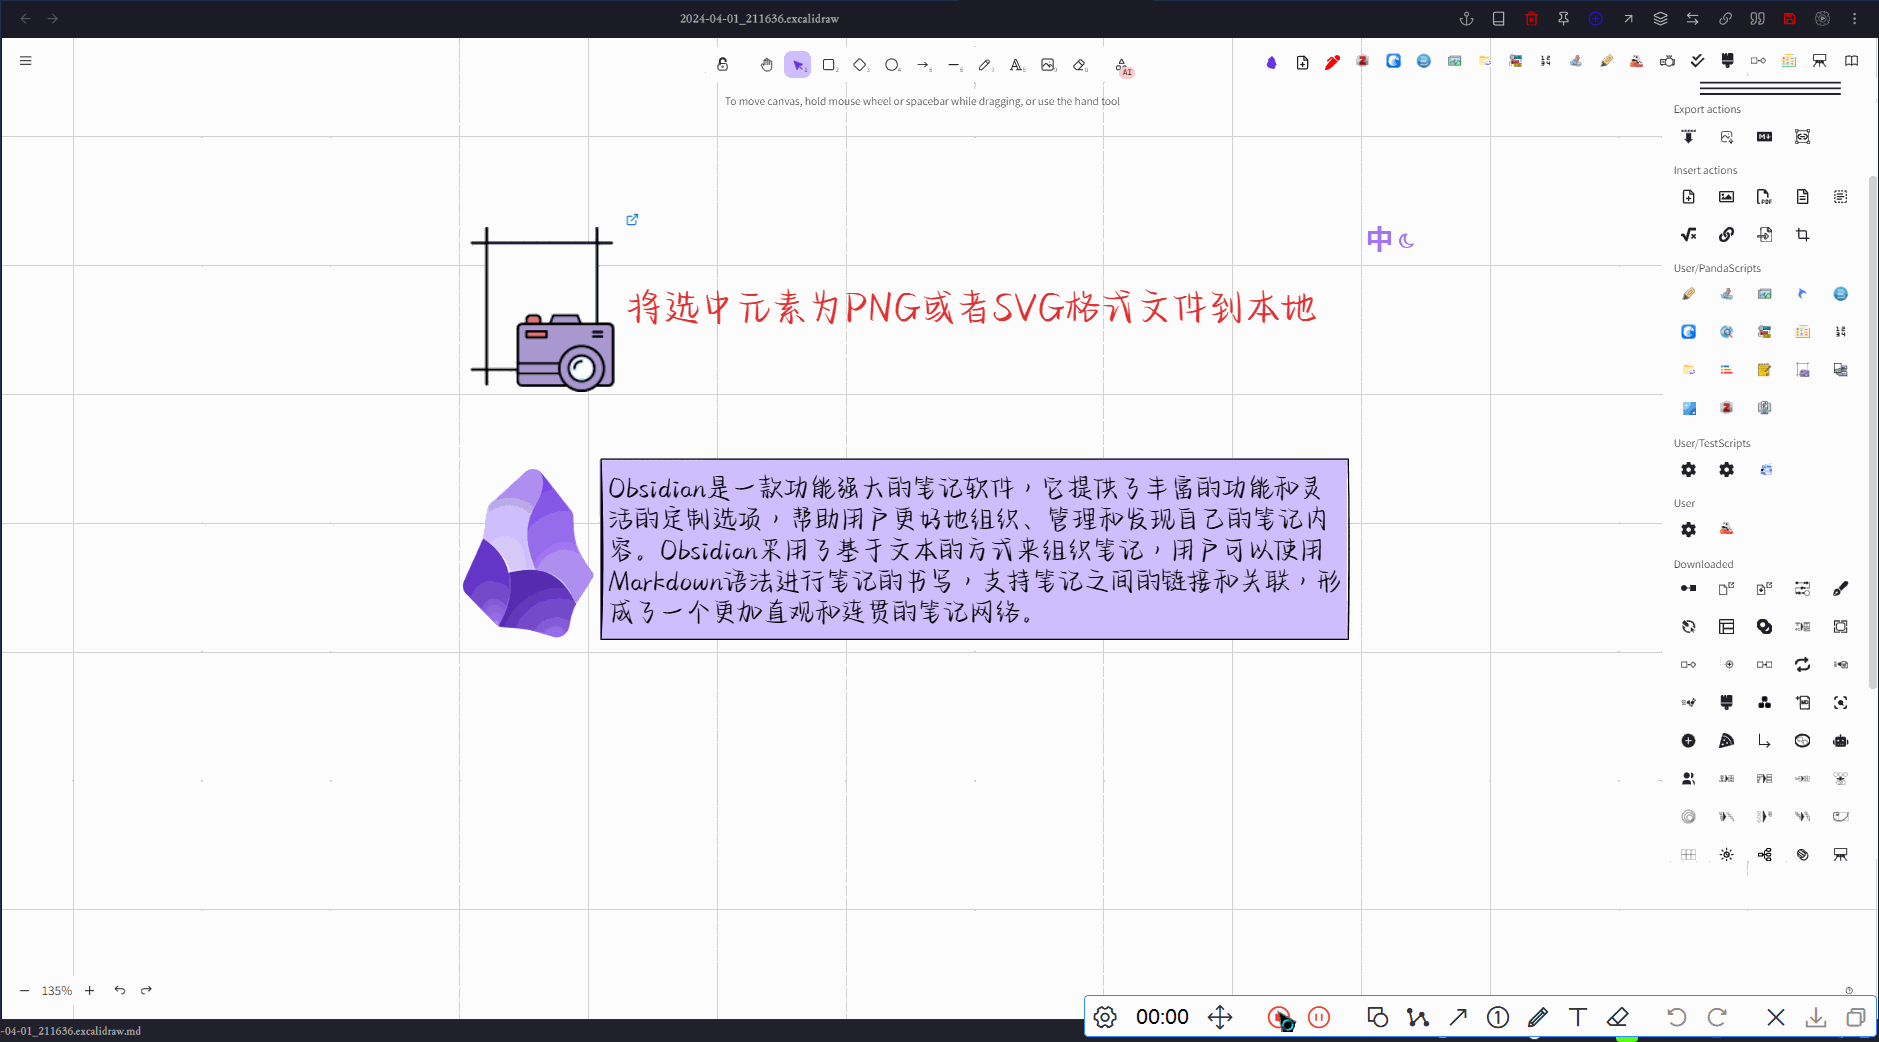 2024-04-01_211636.excalidraw
To move canvas, hold mouse wheel or spacebar while dragging, or use the hand tool
AI
Export actions
M↓
Insert actions
PDF
中
User/PandaScripts
将选中元素为PNG或者SVG格式文件到本地
User/TestScripts
Obsidian是一款功能强大的笔记软件，它提供了丰富的功能和灵
活的定制选项，帮助用户更好地组织、管理和发现自己的笔记内
容。Obsidian采用了基于文本的方式来组织笔记，用户可以使用
Markdown语法进行笔记的书写，支持笔记之间的链接和关联，形
成了一个更加直观和连贯的笔记网络。
User
Downloaded
135%
00:00
-04-01_211636.excalidraw.md